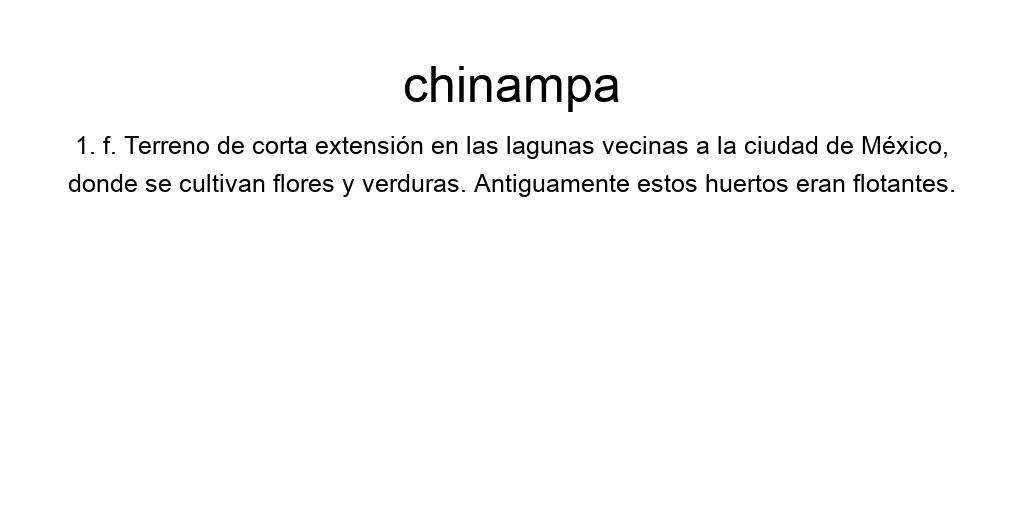 chinampa
1. f. Terreno de corta extensión en las lagunas vecinas a la ciudad de México,
donde se cultivan flores y verduras. Antiguamente estos huertos eran flotantes.